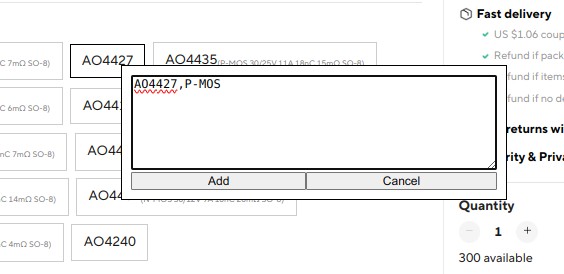 Fast delivery
US $1.06 coup
Refund if pack
fund if items
fund if no de
returns wi
rity & Priva
C 7mΩ SO-8)
AO4427
AO4435(P-MOS 30/25V 11A 18nC 15mΩ SO-8)
AO4427,P-MOS
Add
Cancel
C 6mΩ SO-8)
AO441
nC 7mΩ SO-8)
AO44
C 14mΩ SO-8)
AO44
C 4mΩ SO-8)
AO4240
Quantity
1
300 available